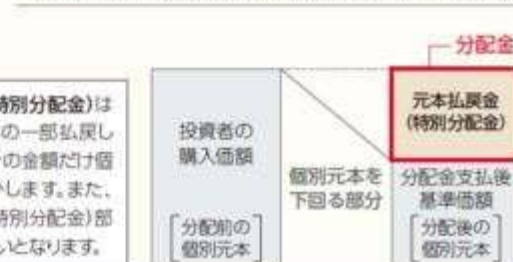 分配金
特別分配金)は
の一部払戻し
の金額だけ個
します。また、
特別分配金)部
いとなります。
投資者の
購入価額
[分配前の
個別元本]
個別元本を
下回る部分
元本払戻金
(特別分配金)
分配金支払後
基準価額
[分配後の
個別元本]